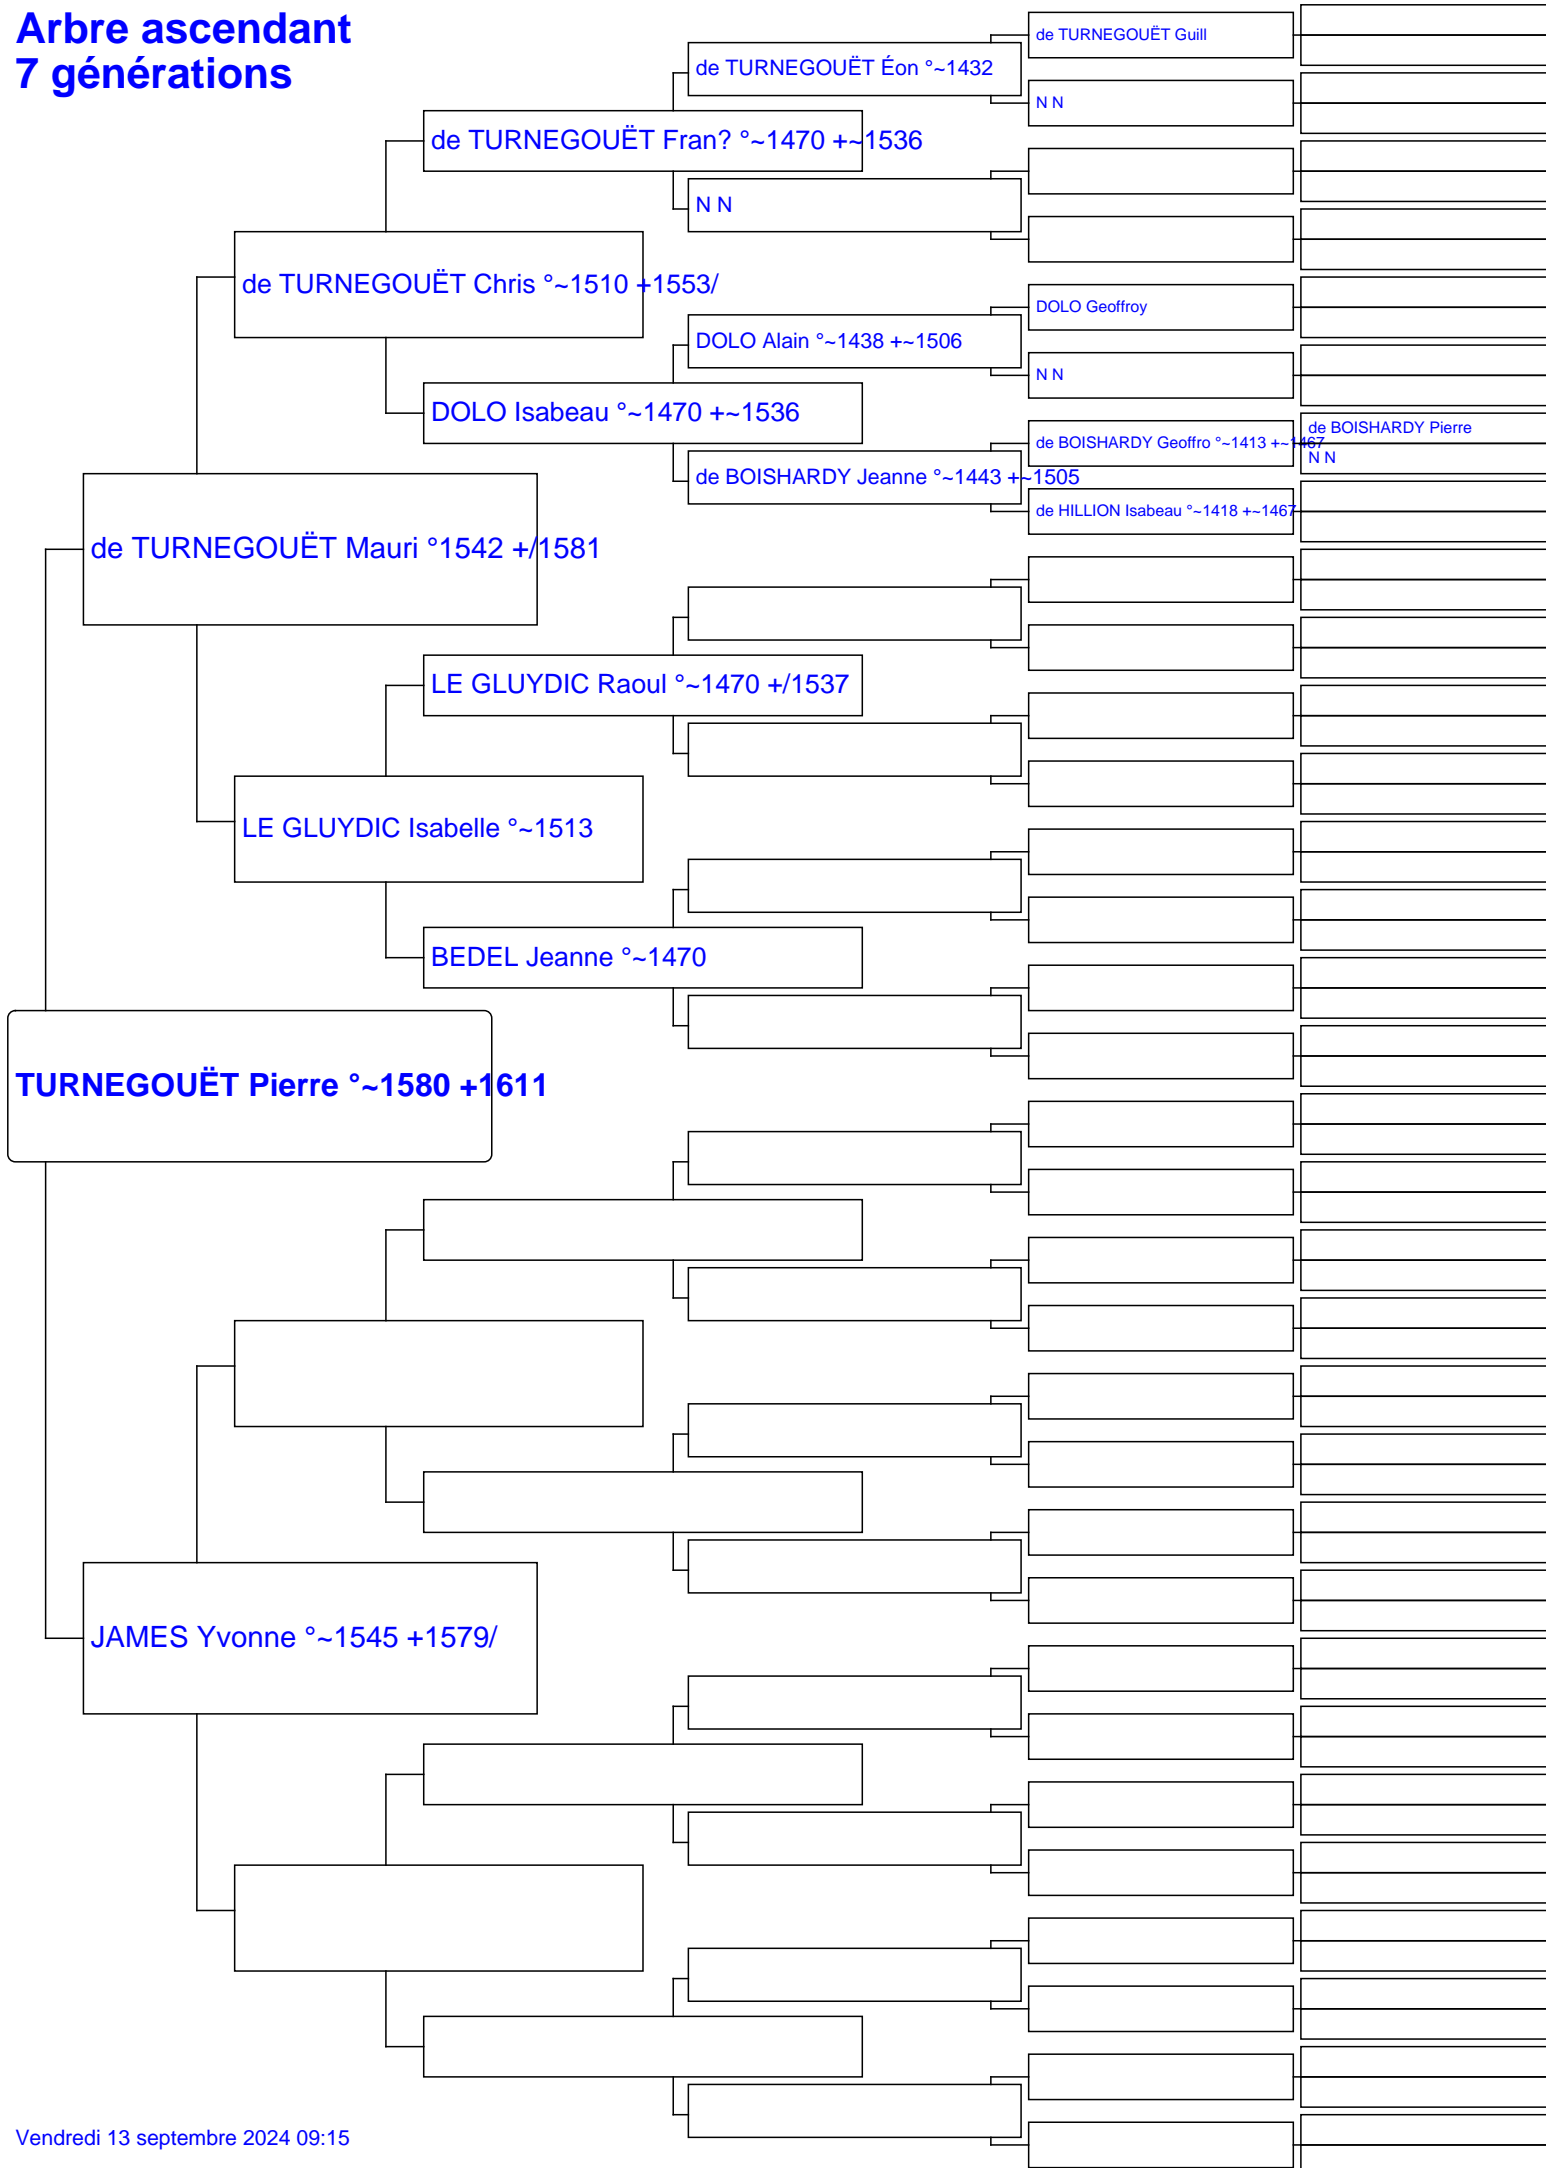 Arbre ascendant
7 générations
de TURNEGOUËT Guill
de TURNEGOUËT Éon °~1432
N N
de TURNEGOUËT Fran? °~1470 +~1536
N N
de TURNEGOUËT Chris °~1510 +1553/
DOLO Geoffroy
DOLO Alain °~1438 +~1506
N N
DOLO Isabeau °~1470 +~1536
de BOISHARDY Pierre
de BOISHARDY Geoffro °~1413 +~1467
N N
de BOISHARDY Jeanne °~1443 +~1505
de HILLION Isabeau °~1418 +~1467
de TURNEGOUËT Mauri °1542 +/1581
LE GLUYDIC Raoul °~1470 +/1537
LE GLUYDIC Isabelle °~1513
BEDEL Jeanne °~1470
TURNEGOUËT Pierre °~1580 +1611
JAMES Yvonne °~1545 +1579/
Vendredi 13 septembre 2024 09:15